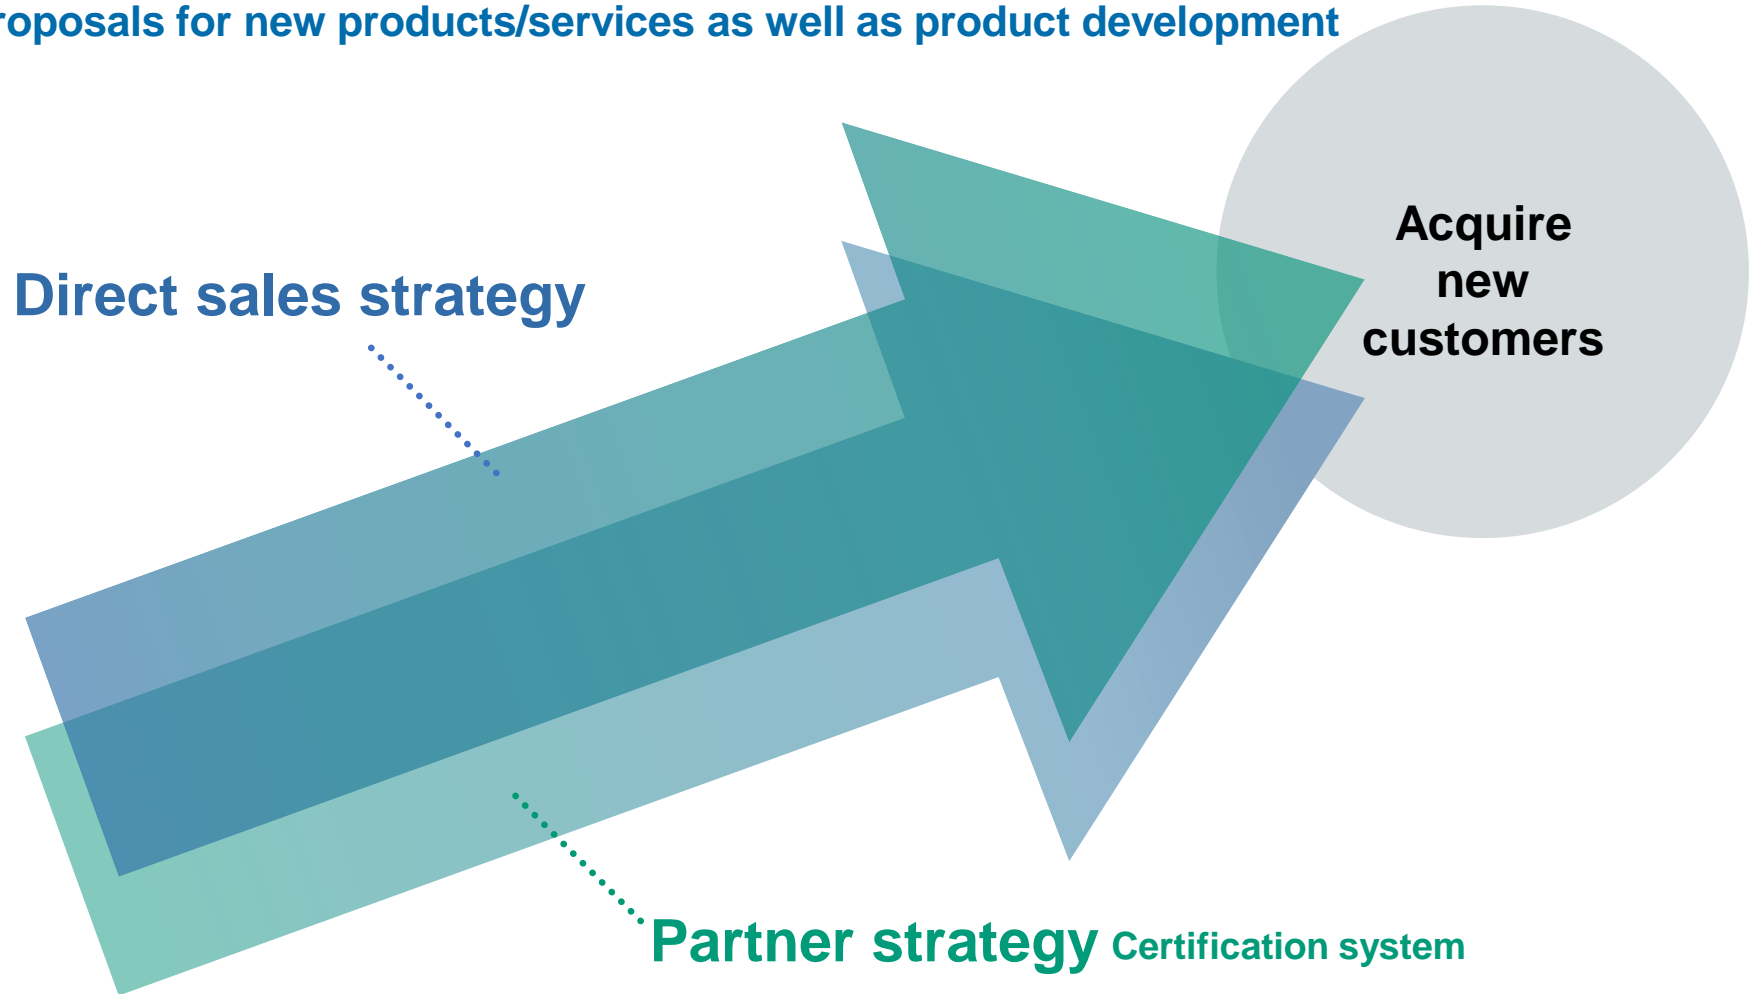 roposals for new products/services as well as product development
Acquire
new
customers
Direct sales strategy
Partner strategy Certification system